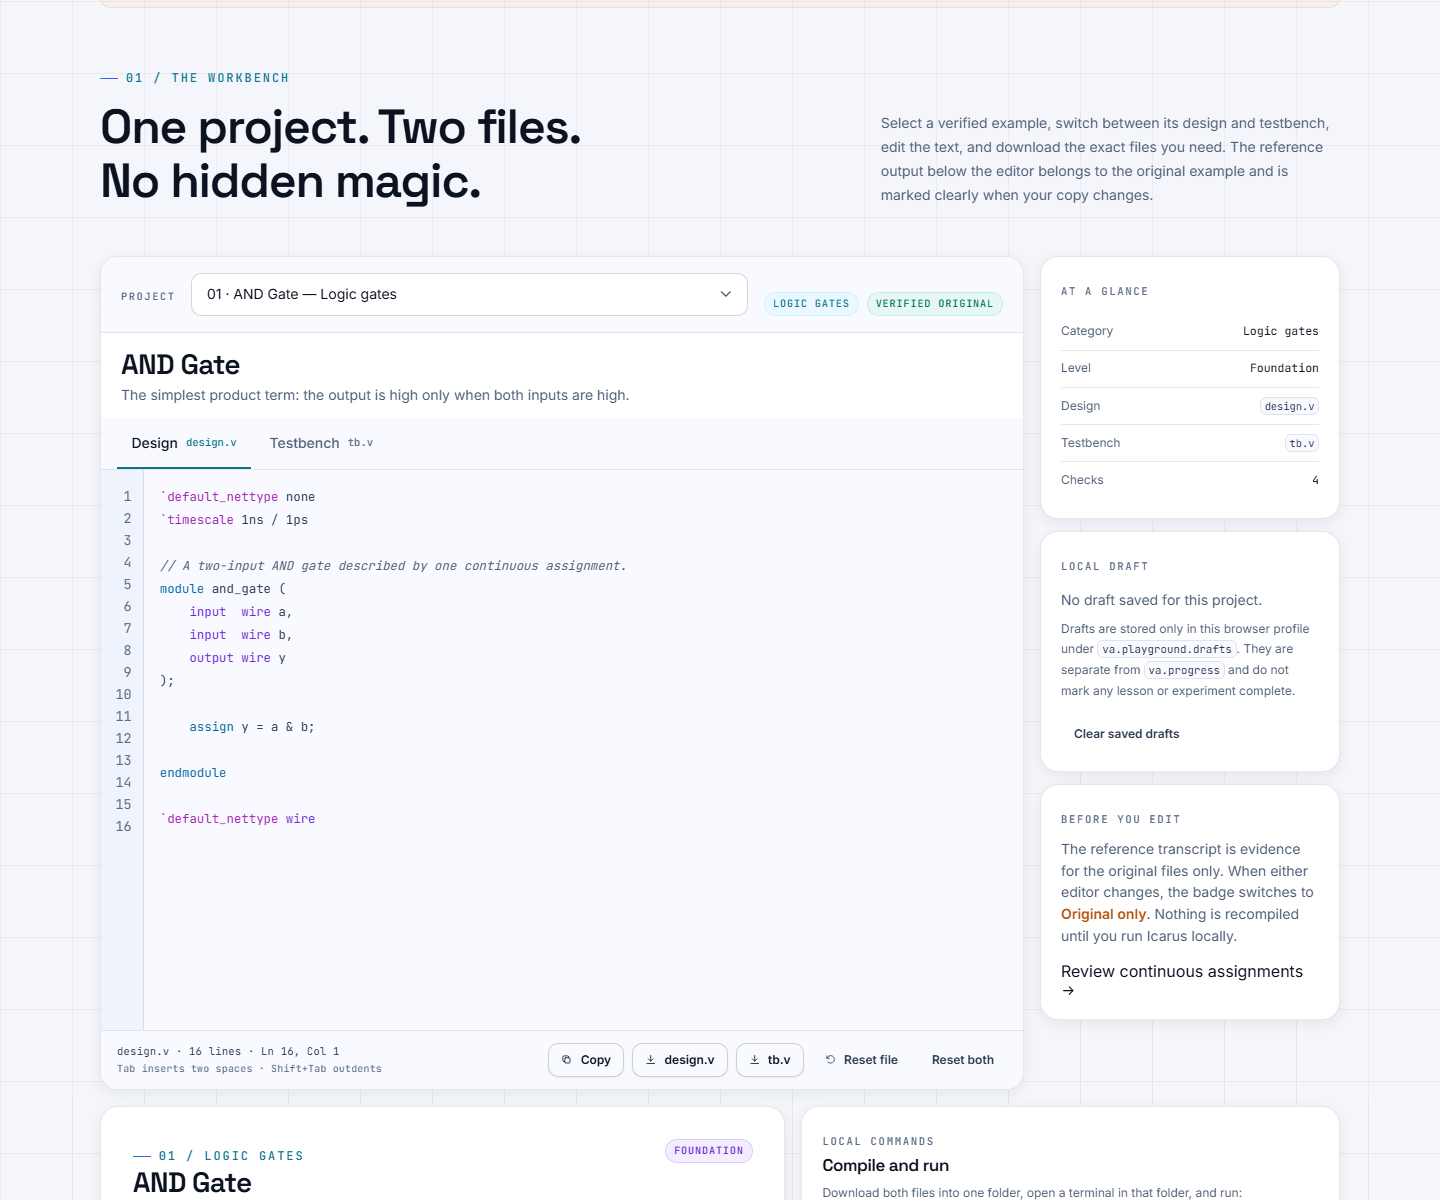 01 / THE WORKBENCH
One project. Two files.
No hidden magic.
Select a verified example, switch between its design and testbench,
edit the text, and download the exact files you need. The reference
output below the editor belongs to the original example and is
marked clearly when your copy changes.
PROJECT
01 · AND Gate — Logic gates
LOGIC GATES
VERIFIED ORIGINAL
AND Gate
The simplest product term: the output is high only when both inputs are high.
Design design.v
Testbench tb.v
1 `default_nettype none
2 `timescale 1ns / 1ps
3
4 // A two-input AND gate described by one continuous assignment.
5 module and_gate (
6     input  wire a,
7     input  wire b,
8     output wire y
9 );
10
11     assign y = a & b;
12
13 endmodule
14
15 `default_nettype wire
16
design.v · 16 lines · Ln 16, Col 1
Tab inserts two spaces · Shift+Tab outdents
Copy
design.v
tb.v
Reset file
Reset both
AT A GLANCE
Category Logic gates
Level Foundation
Design design.v
Testbench tb.v
Checks 4
LOCAL DRAFT
No draft saved for this project.
Drafts are stored only in this browser profile
under va.playground.drafts. They are
separate from va.progress and do not
mark any lesson or experiment complete.
Clear saved drafts
BEFORE YOU EDIT
The reference transcript is evidence
for the original files only. When either
editor changes, the badge switches to
Original only. Nothing is recompiled
until you run Icarus locally.
Review continuous assignments
→
01 / LOGIC GATES
FOUNDATION
AND Gate
LOCAL COMMANDS
Compile and run
Download both files into one folder, open a terminal in that folder, and run: